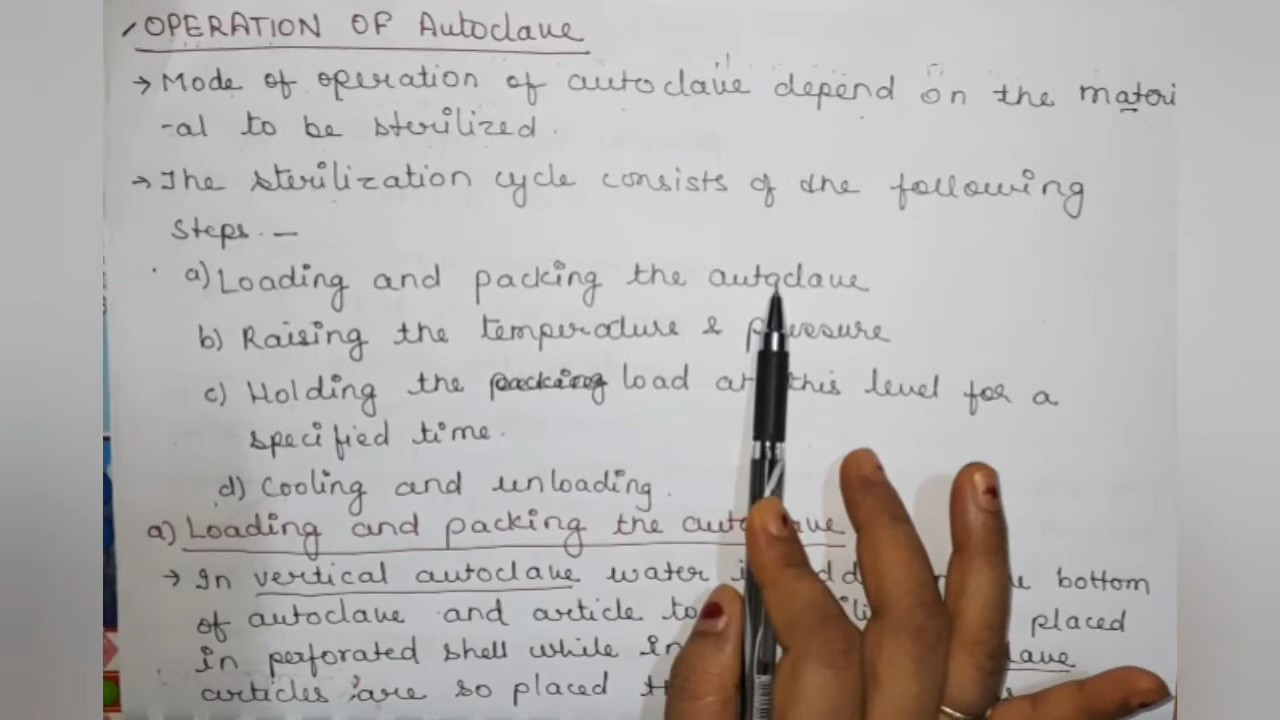 OPERATION OF Autoclave
→ Mode of operation of autoclave depend on the materi
-al to be sterilized.
→ The sterilization cycle consists of the following
steps. —
a) Loading and packing the autoclave
b) Raising the temperature & pressure
c) Holding the load at this level for a
specified time.
d) Cooling and unloading.
a) Loading and packing the autoclave
→ In vertical autoclave water bottom
of autoclave and article to placed
in perforated shell while in
articles are so placed